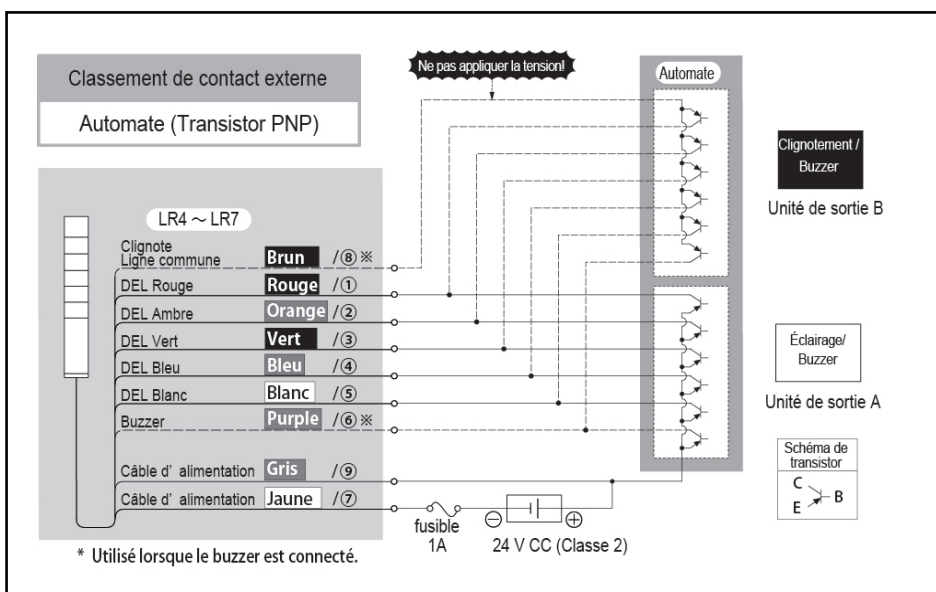 Classement de contact externe
Automate (Transistor PNP)
Ne pas appliquer la tension!
Automate
Clignotement /
Buzzer
Unité de sortie B
LR4 ～ LR7
Clignote
Ligne commune Brun /⑧ ※
DEL Rouge Rouge /①
DEL Ambre Orange /②
DEL Vert Vert /③
DEL Bleu Bleu /④
DEL Blanc Blanc /⑤
Buzzer Purple /⑥ ※
Câble d' alimentation Gris /⑨
Câble d' alimentation Jaune /⑦
* Utilisé lorsque le buzzer est connecté.
fusible
1A
⊖ ⊕
24 V CC (Classe 2)
Éclairage/
Buzzer
Unité de sortie A
Schéma de
transistor
C
B
E